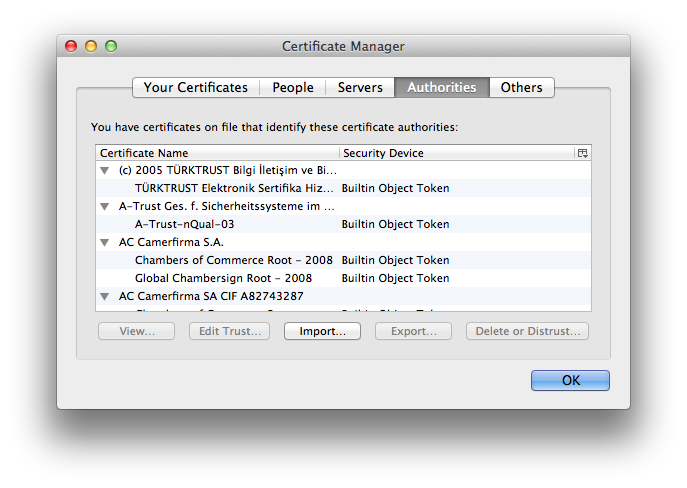 Certificate Manager
Your Certificates People Servers Authorities Others
You have certificates on file that identify these certificate authorities:
Certificate Name Security Device
(c) 2005 TÜRKTRUST Bilgi İletişim ve Bi...
TÜRKTRUST Elektronik Sertifika Hiz... Builtin Object Token
A-Trust Ges. f. Sicherheitssysteme im ...
A-Trust-nQual-03 Builtin Object Token
AC Camerfirma S.A.
Chambers of Commerce Root - 2008 Builtin Object Token
Global Chambersign Root - 2008 Builtin Object Token
AC Camerfirma SA CIF A82743287
View... Edit Trust... Import... Export... Delete or Distrust...
OK